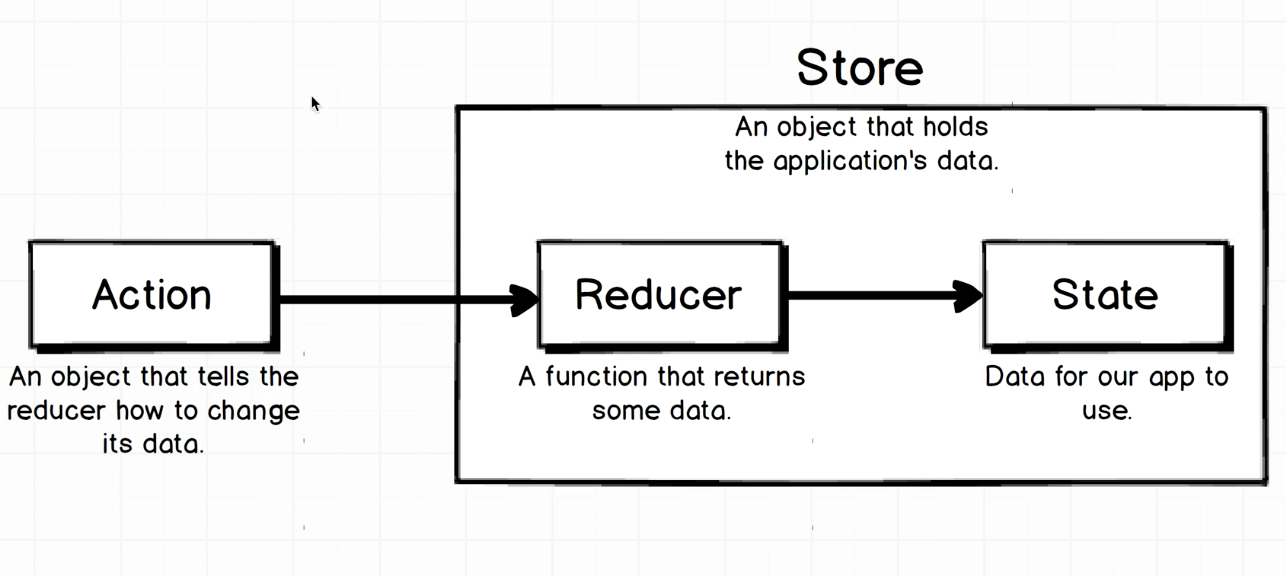 Store
An object that holds
the application's data.
Action
Reducer
State
An object that tells the
reducer how to change
its data.
A function that returns
some data.
Data for our app to
use.